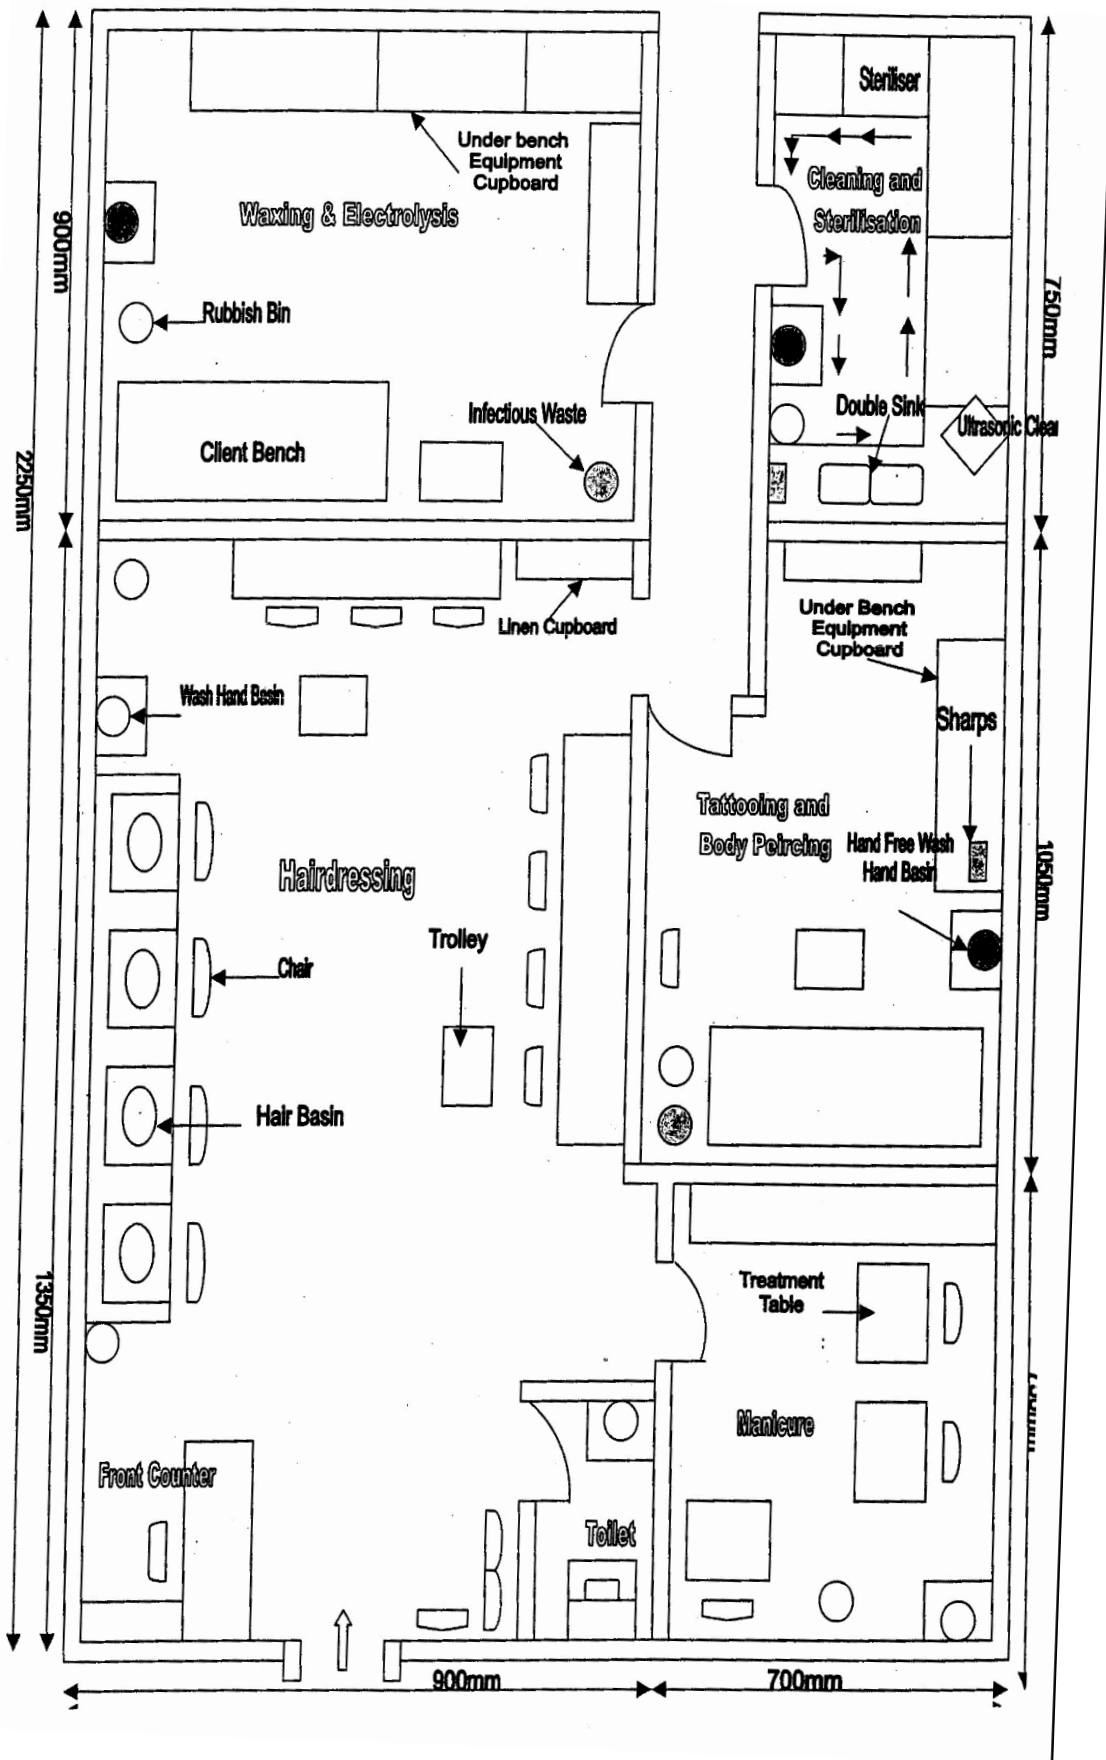 Steriliser
Under bench
Equipment
Cupboard
Cleaning and
Sterilisation
Waxing & Electrolysis
900mm
750mm
Rubbish Bin
Infectious Waste
Double Sink
Ultrasonic Clear
Client Bench
2250mm
Linen Cupboard
Under Bench
Equipment
Cupboard
Wash Hand Basin
Sharps
Tattooing and
Body Peircing
Hand Free Wash
Hand Basin
1050mm
Hairdressing
Trolley
Chair
Hair Basin
Treatment
Table
1350mm
Manicure
Front Counter
Toilet
900mm
700mm